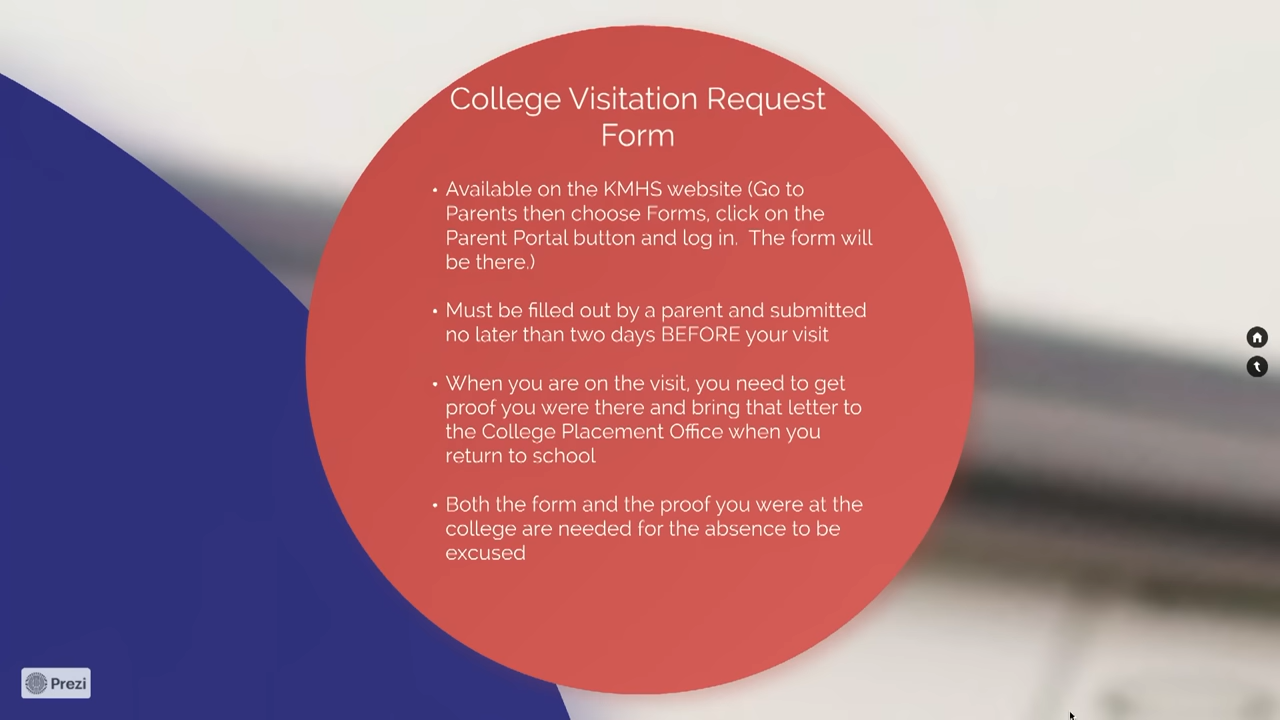 College Visitation Request
Form
• Available on the KMHS website (Go to
Parents then choose Forms, click on the
Parent Portal button and log in.  The form will
be there.)
• Must be filled out by a parent and submitted
no later than two days BEFORE your visit
• When you are on the visit, you need to get
proof you were there and bring that letter to
the College Placement Office when you
return to school
• Both the form and the proof you were at the
college are needed for the absence to be
excused
Prezi